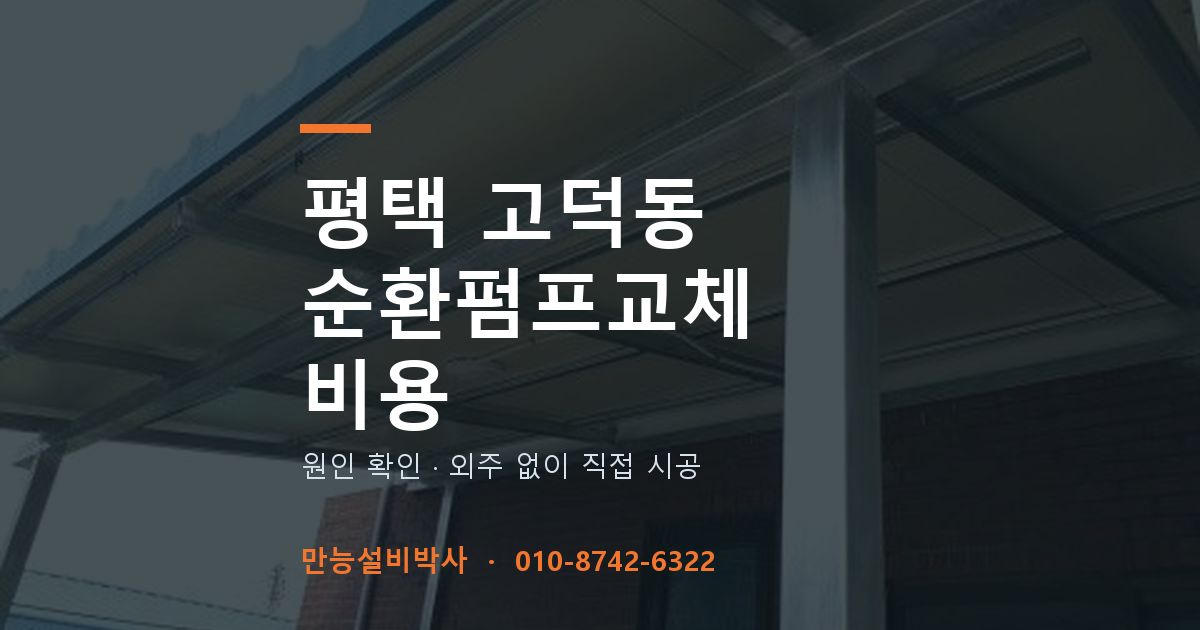 평택 고덕동
순환펌프교체
비용
원인 확인 · 외주 없이 직접 시공
만능설비박사 · 010-8742-6322